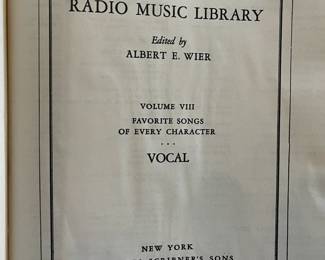 RADIO MUSIC LIBRARY
Edited by
ALBERT E. WIER
VOLUME VIII
FAVORITE SONGS
OF EVERY CHARACTER
...
VOCAL
NEW YORK
SCRIBNER'S SONS